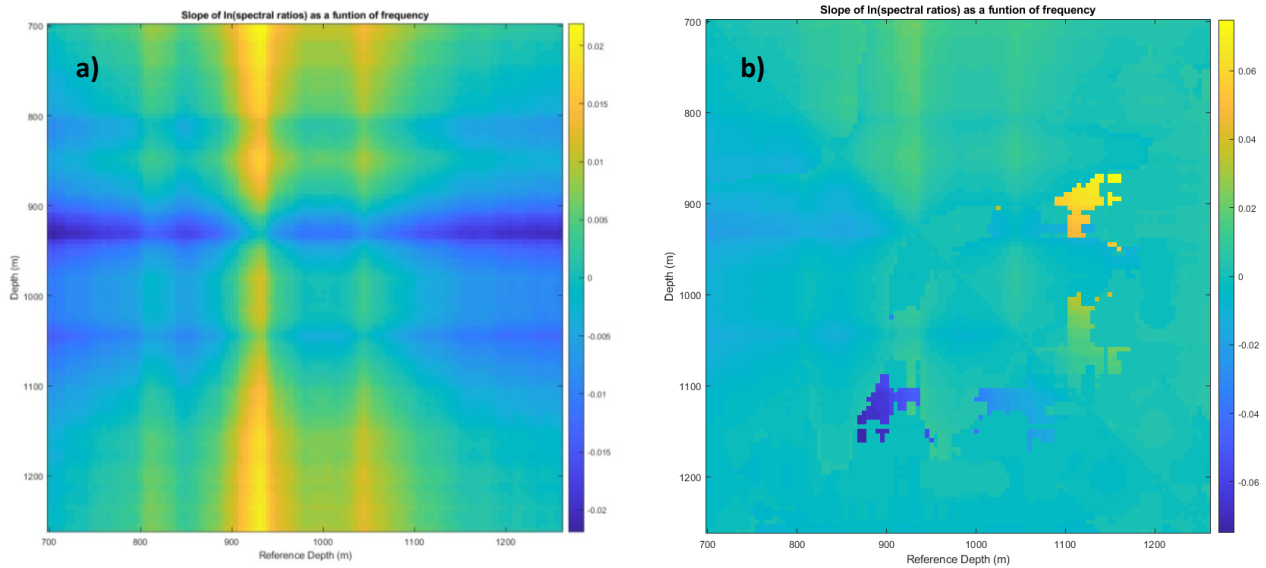 Slope of ln(spectral ratios) as a funtion of frequency
a)
700
800
900
1000
1100
1200
Depth (m)
700 800 900 1000 1100 1200
Reference Depth (m)
0.02
0.015
0.01
0.005
0
-0.005
-0.01
-0.015
-0.02
Slope of ln(spectral ratios) as a funtion of frequency
b)
700
800
900
1000
1100
1200
Depth (m)
700 800 900 1000 1100 1200
Reference Depth (m)
0.06
0.04
0.02
0
-0.02
-0.04
-0.06